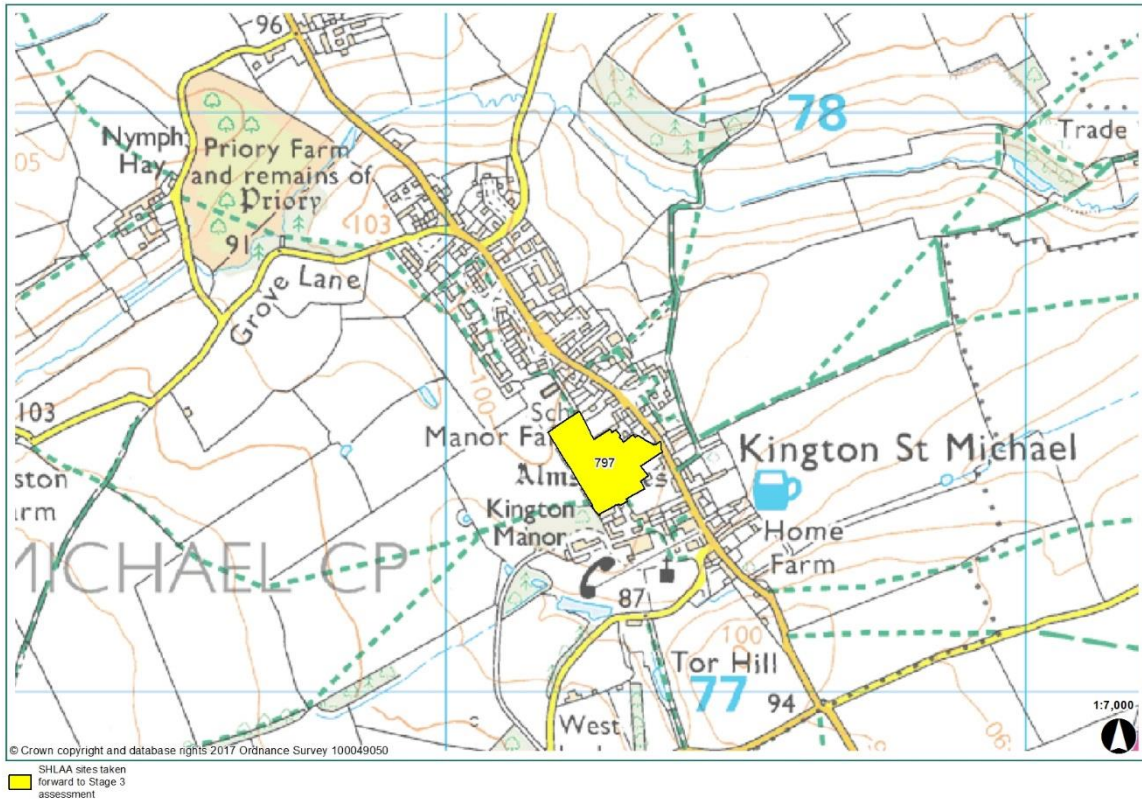 96
78
Trade
Nymph
Hay
05
Priory Farm
and remains of
Priory
103
91
Grove Lane
100
103
Sch
Manor Fa
797
Alms
es
Kington St Michael
Kington
Manor
ston
arm
MICHAEL CP
Home
Farm
87
100
Tor Hill
77
94
West
1:7,000
© Crown copyright and database rights 2017 Ordnance Survey 100049050
SHLAA sites taken
forward to Stage 3
assessment